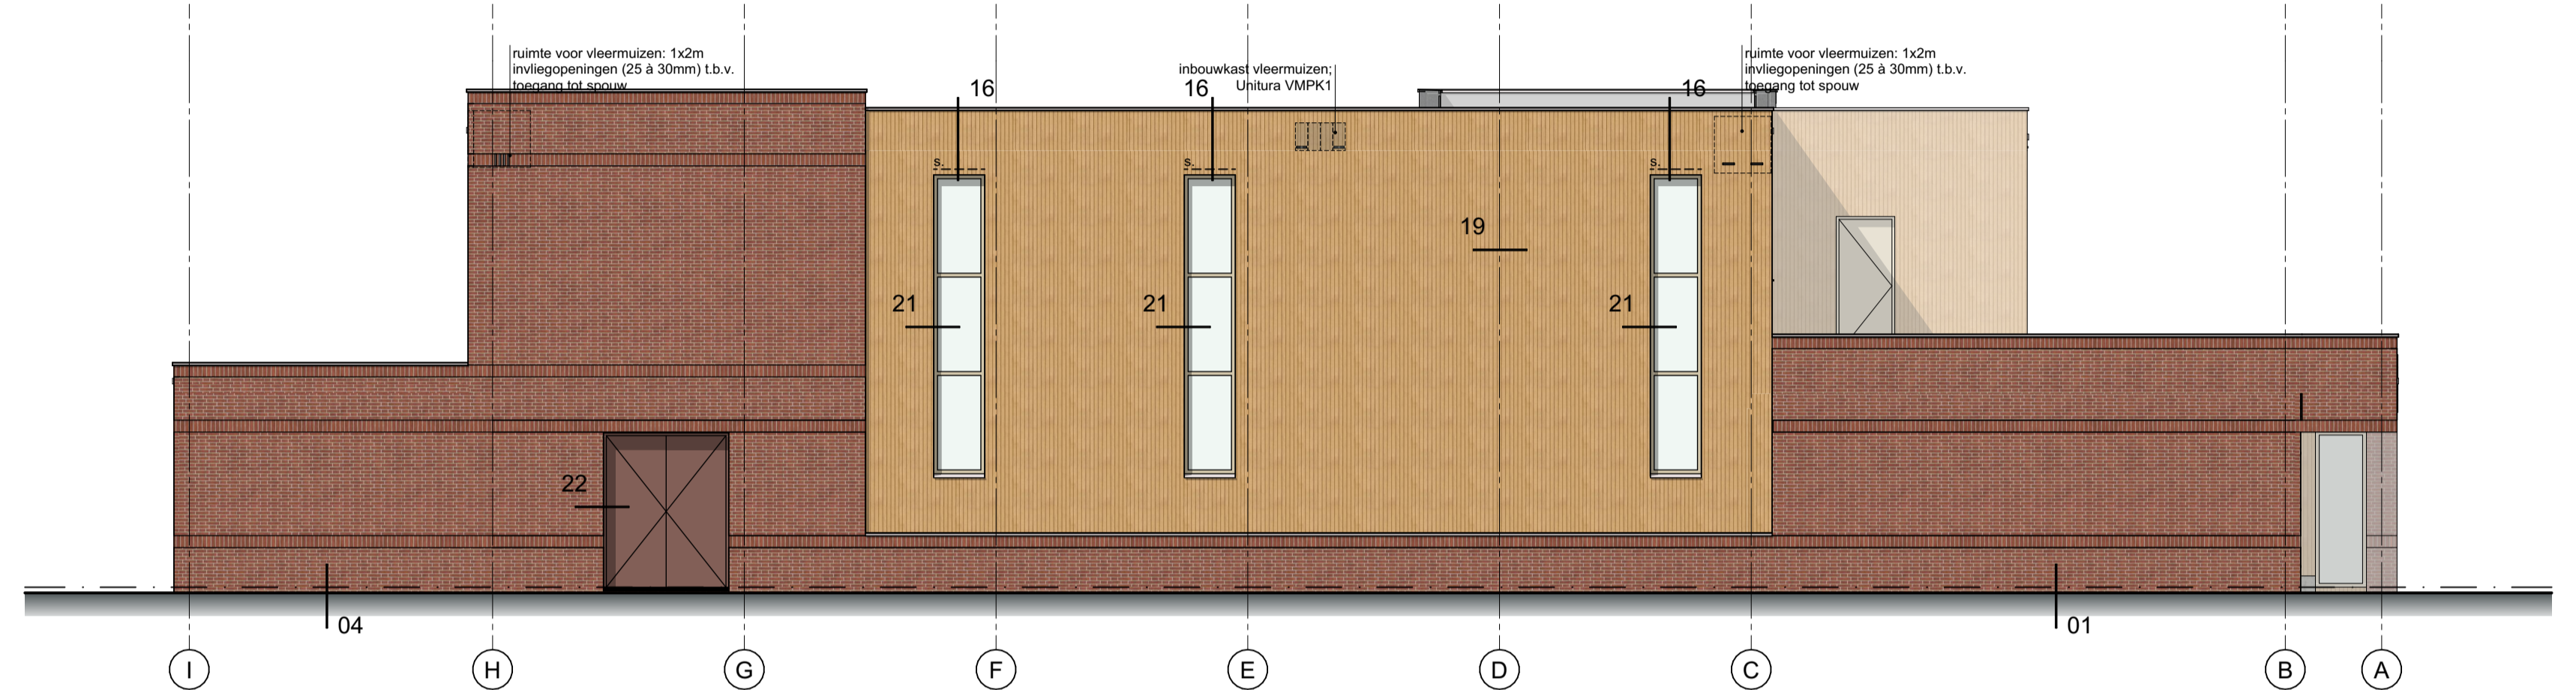 ruimte voor vleermuizen: 1x2m
invliegopeningen (25 à 30mm) t.b.v.
toegang tot spouw
inbouwkast vleermuizen;
Unitura VMPK1
ruimte voor vleermuizen: 1x2m
invliegopeningen (25 à 30mm) t.b.v.
toegang tot spouw
16
16
16
s.
s.
s.
19
21
21
21
22
04
01
I
H
G
F
E
D
C
B
A